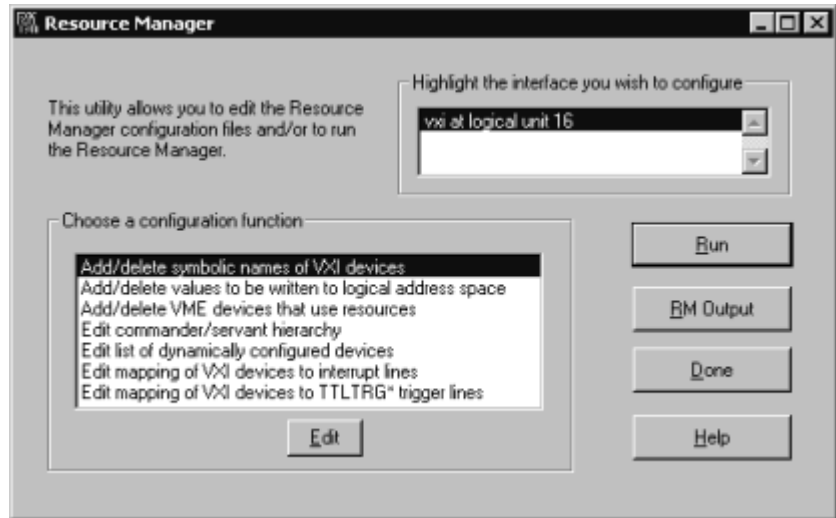 Resource Manager
This utility allows you to edit the Resource
Manager configuration files and/or to run
the Resource Manager.
Highlight the interface you wish to configure
vxi at logical unit 16
Choose a configuration function
Add/delete symbolic names of VXI devices
Add/delete values to be written to logical address space
Add/delete VME devices that use resources
Edit commander/servant hierarchy
Edit list of dynamically configured devices
Edit mapping of VXI devices to interrupt lines
Edit mapping of VXI devices to TTLTRG* trigger lines
Edit
Run
RM Output
Done
Help